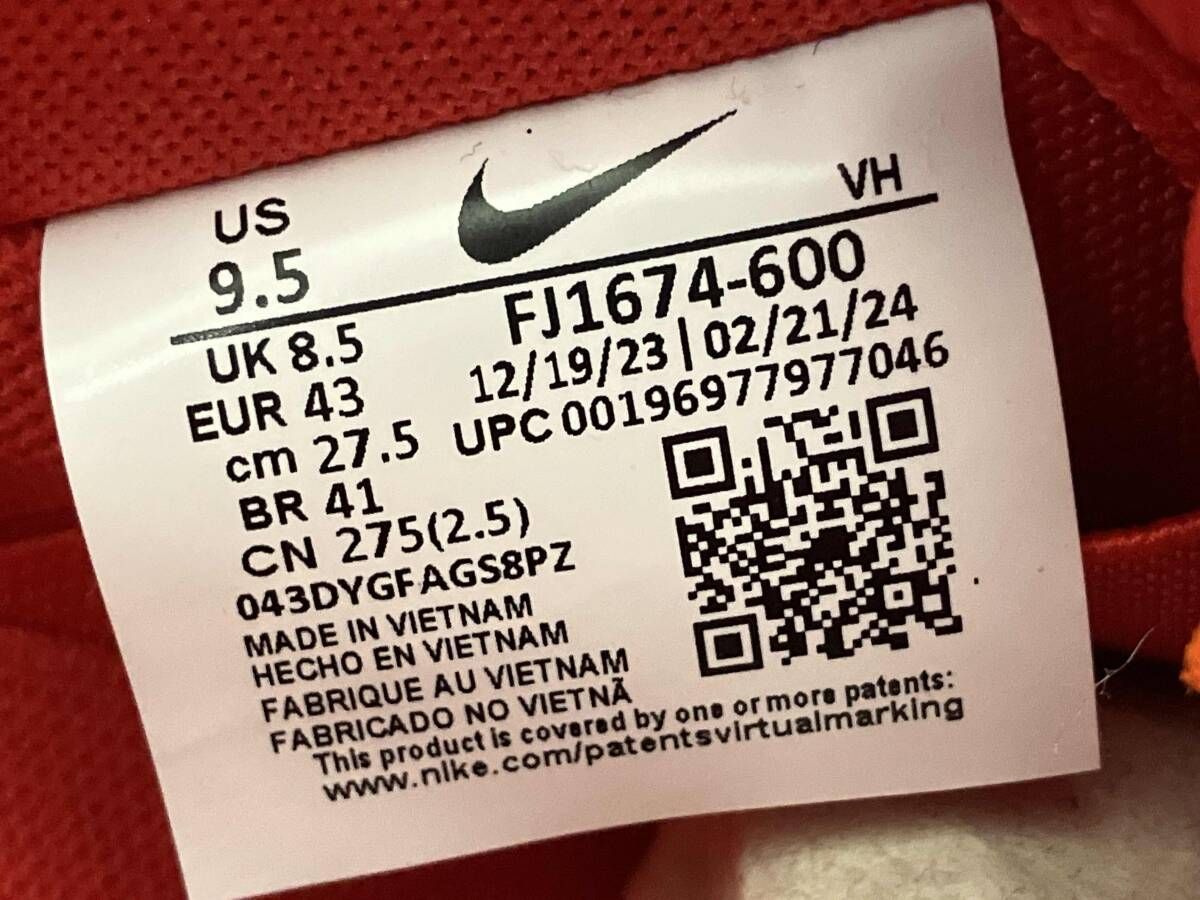 US
9.5
VH
FJ1674-600
UK 8.5
12/19/23 | 02/21/24
EUR 43
UPC 00196977977046
cm 27.5
BR 41
CN 275(2.5)
043DYGFAGS8PZ
MADE IN VIETNAM
HECHO EN VIETNAM
FABRIQUE AU VIETNAM
FABRICADO NO VIETNÃ
This product is covered by one or more patents:
www.nike.com/patentsvirtualmarking